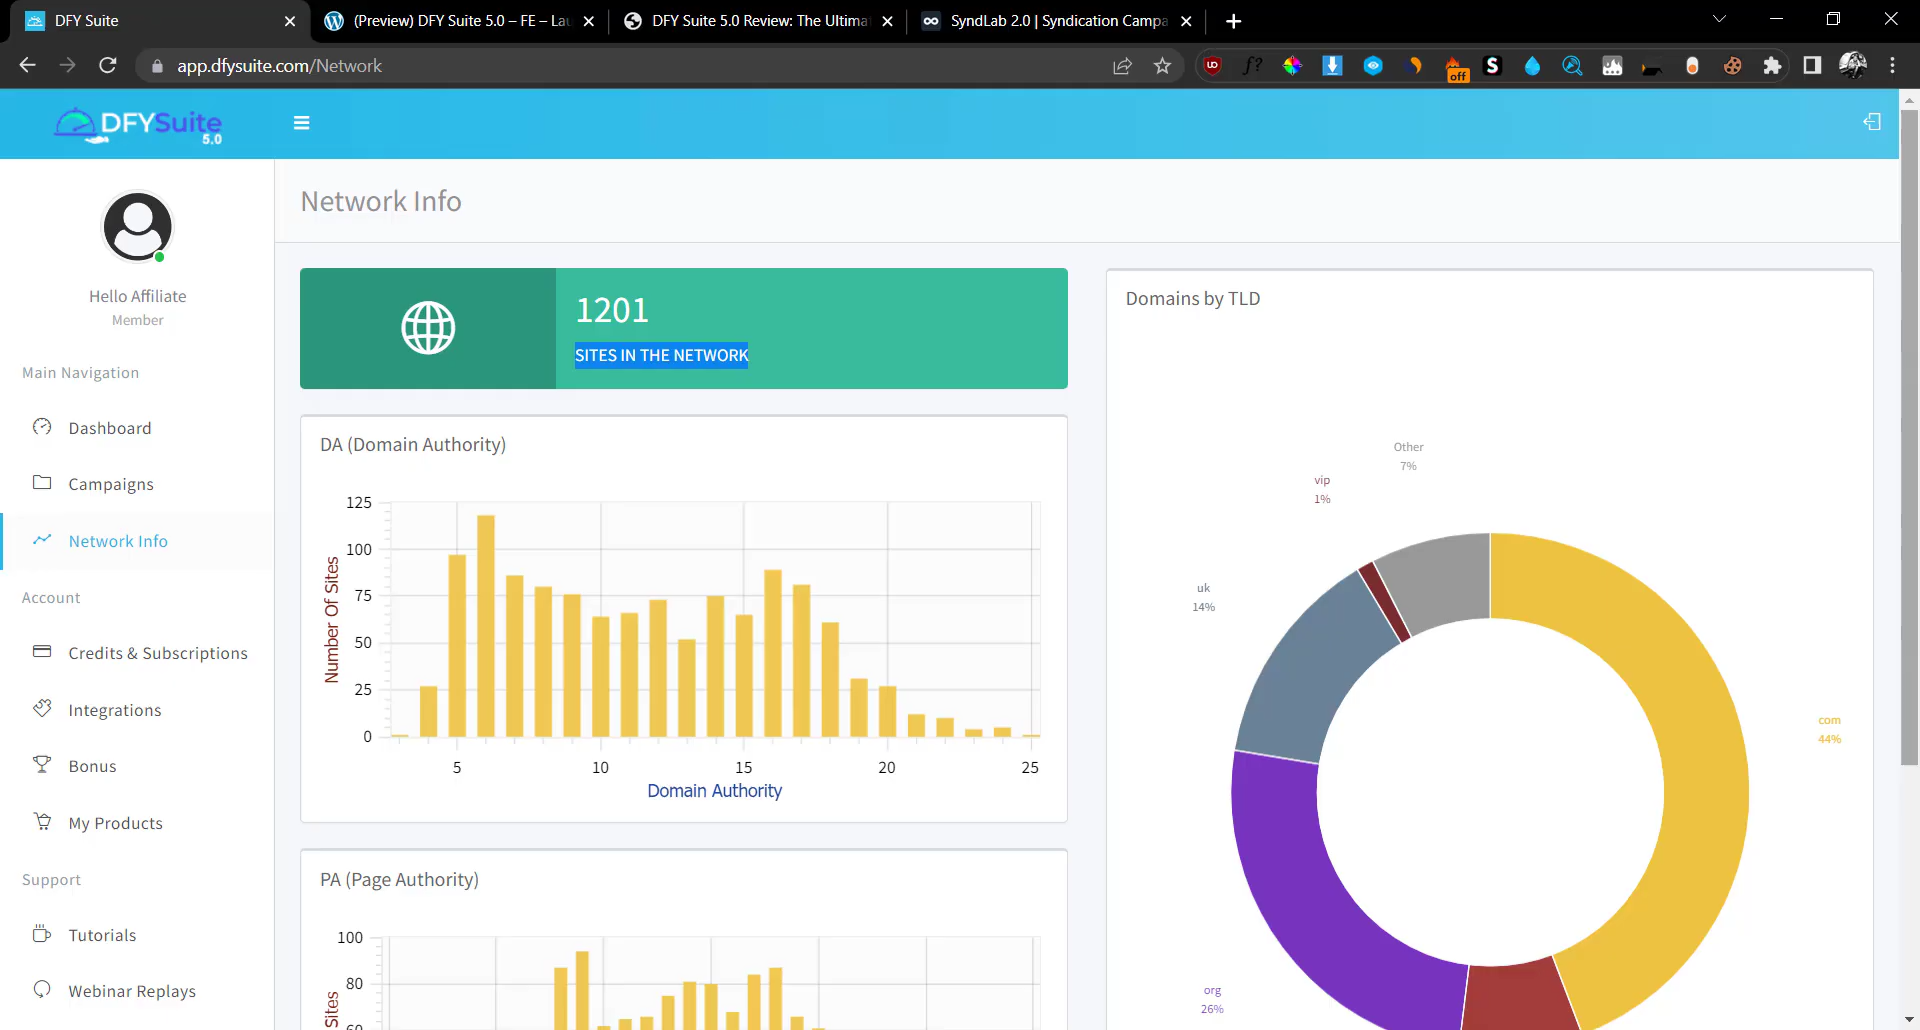 DFY Suite
(Preview) DFY Suite 5.0 – FE – Lau
DFY Suite 5.0 Review: The Ultima
SyndLab 2.0 | Syndication Campa
app.dfysuite.com/Network
UD
f?
off
S
DFYSuite
5.0
Hello Affiliate
Member
Main Navigation
Dashboard
Campaigns
Network Info
Account
Credits & Subscriptions
Integrations
Bonus
My Products
Support
Tutorials
Webinar Replays
Network Info
1201
SITES IN THE NETWORK
DA (Domain Authority)
125
100
75
50
25
0
Number Of Sites
5 10 15 20 25
Domain Authority
PA (Page Authority)
100
80
60
Sites
Domains by TLD
Other
7%
vip
1%
uk
14%
com
44%
org
26%